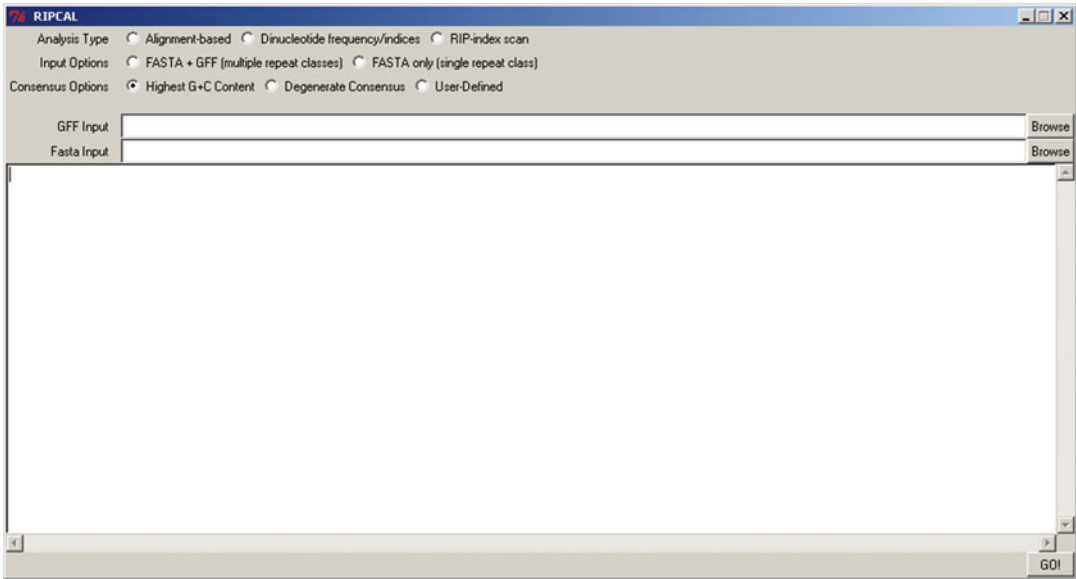 RIPCAL
Analysis Type Alignment-based Dinucleotide frequency/indices RIP-index scan
Input Options FASTA + GFF (multiple repeat classes) FASTA only (single repeat class)
Consensus Options Highest G+C Content Degenerate Consensus User-Defined
GFF Input Browse
Fasta Input Browse
GO!